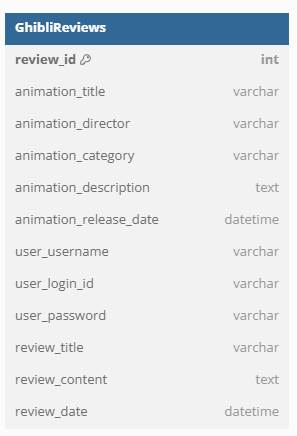 GhibliReviews
review_id int
animation_title varchar
animation_director varchar
animation_category varchar
animation_description text
animation_release_date datetime
user_username varchar
user_login_id varchar
user_password varchar
review_title varchar
review_content text
review_date datetime